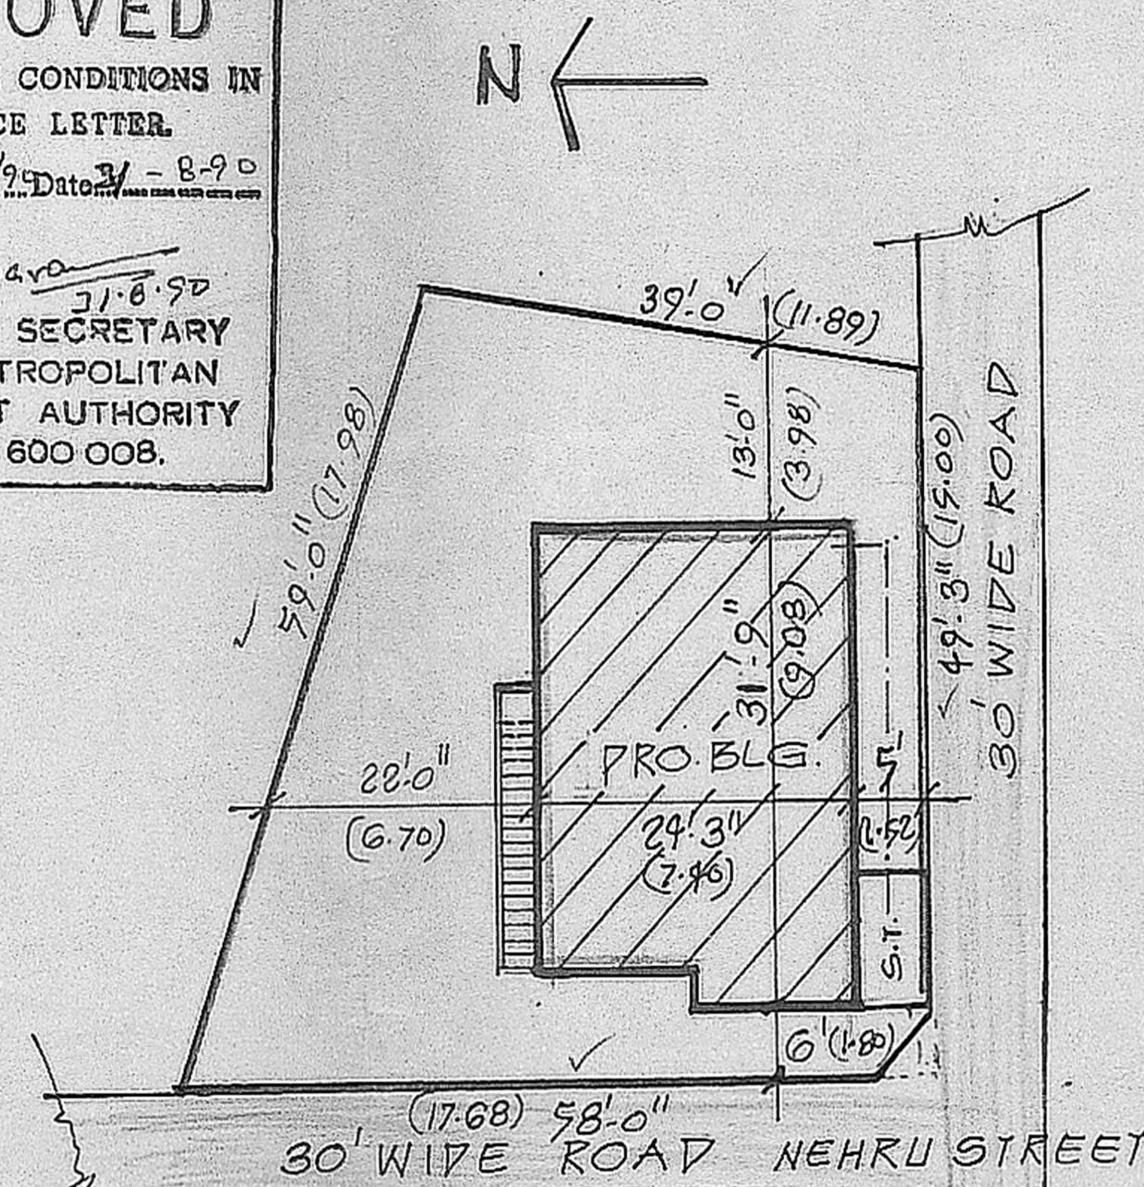 OVED
CONDITIONS IN
CE LETTER.
Date 31-8-90
31.8.90
SECRETARY
TROPOLITAN
T AUTHORITY
600 008.
N
39'-0" (11.89)
13'-0" (3.98)
59'-0" (17.98)
49'-3" (15.00)
30' WIDE ROAD
31'-9" (9.03)
PRO. BLG.
22'-0"
(6.70)
24'-3"
(7.46)
5'
(2.52)
S.T.
6' (1.80)
(17.68) 58'-0"
30' WIDE ROAD NEHRU STREET